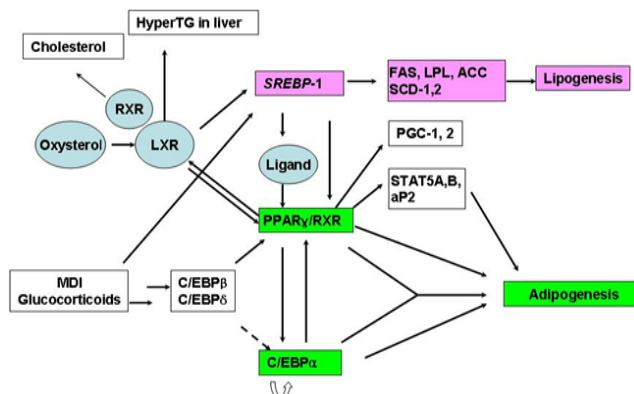 HyperTG in liver
Cholesterol
RXR
Oxysterol
LXR
SREBP-1
FAS, LPL, ACC
SCD-1,2
Lipogenesis
PGC-1, 2
Ligand
STAT5A,B,
aP2
PPARɣ/RXR
MDI
Glucocorticoids
C/EBPβ
C/EBPδ
Adipogenesis
C/EBPα